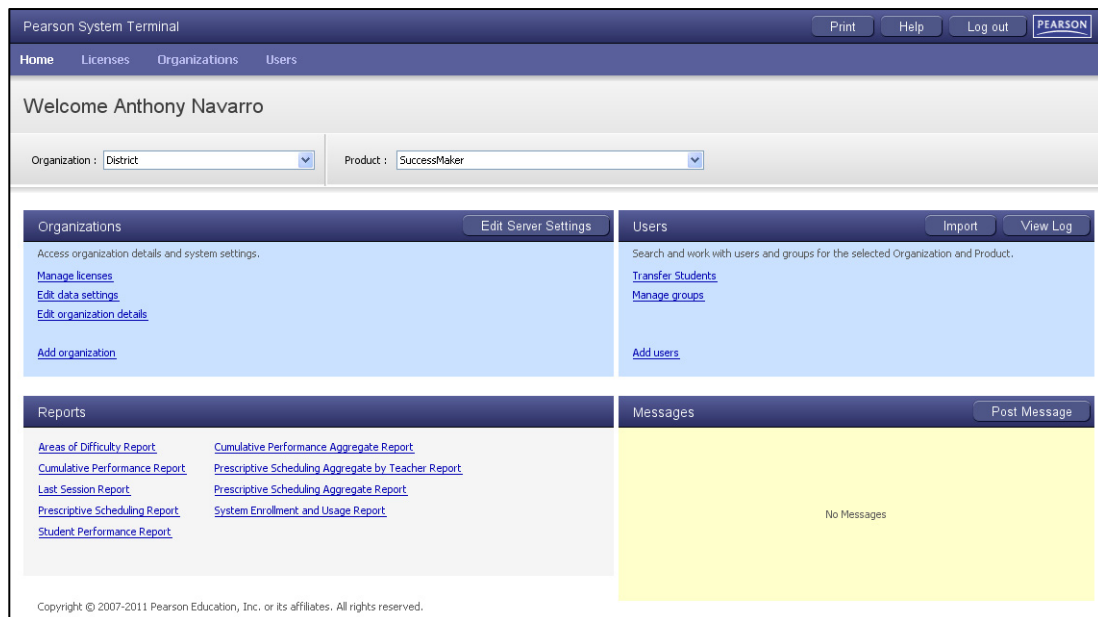 Pearson System Terminal
Print Help Log out PEARSON
Home Licenses Organizations Users
Welcome Anthony Navarro
Organization : District Product : SuccessMaker
Organizations Edit Server Settings
Access organization details and system settings.
Manage licenses
Edit data settings
Edit organization details
Add organization
Users Import View Log
Search and work with users and groups for the selected Organization and Product.
Transfer Students
Manage groups
Add users
Reports
Areas of Difficulty Report
Cumulative Performance Report
Last Session Report
Prescriptive Scheduling Report
Student Performance Report
Cumulative Performance Aggregate Report
Prescriptive Scheduling Aggregate by Teacher Report
Prescriptive Scheduling Aggregate Report
System Enrollment and Usage Report
Messages Post Message
No Messages
Copyright © 2007-2011 Pearson Education, Inc. or its affiliates. All rights reserved.